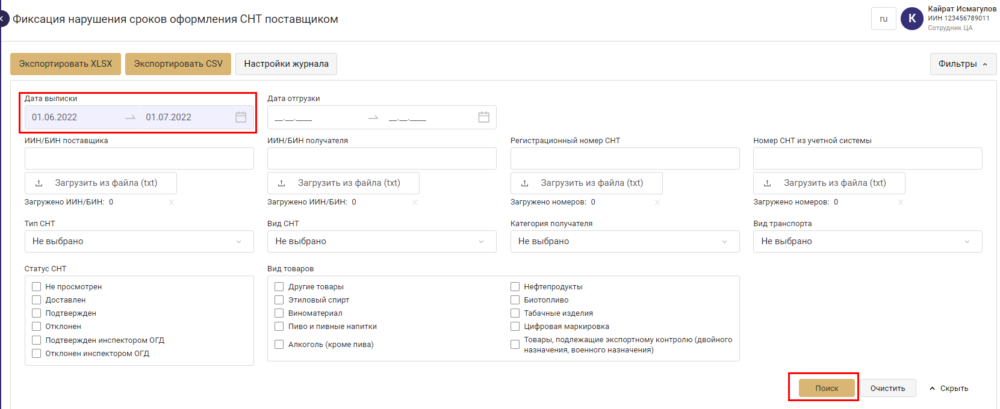 Фиксация нарушения сроков оформления СНТ поставщиком
ru
К
Кайрат Исмагулов
ИИН 123456789011
Сотрудник ЦА
Экспортировать XLSX
Экспортировать CSV
Настройки журнала
Фильтры
Дата выписки
Дата отгрузки
01.06.2022
01.07.2022
__.__.____
__.__.____
ИИН/БИН поставщика
ИИН/БИН получателя
Регистрационный номер СНТ
Номер СНТ из учетной системы
Загрузить из файла (txt)
Загрузить из файла (txt)
Загрузить из файла (txt)
Загрузить из файла (txt)
Загружено ИИН/БИН: 0
Загружено ИИН/БИН: 0
Загружено номеров: 0
Загружено номеров: 0
Тип СНТ
Вид СНТ
Категория получателя
Вид транспорта
Не выбрано
Не выбрано
Не выбрано
Не выбрано
Статус СНТ
Не просмотрен
Доставлен
Подтвержден
Отклонен
Подтвержден инспектором ОГД
Отклонен инспектором ОГД
Вид товаров
Другие товары
Этиловый спирт
Виноматериал
Пиво и пивные напитки
Алкоголь (кроме пива)
Нефтепродукты
Биотопливо
Табачные изделия
Цифровая маркировка
Товары, подлежащие экспортному контролю (двойного
назначения, военного назначения)
Поиск
Очистить
Скрыть